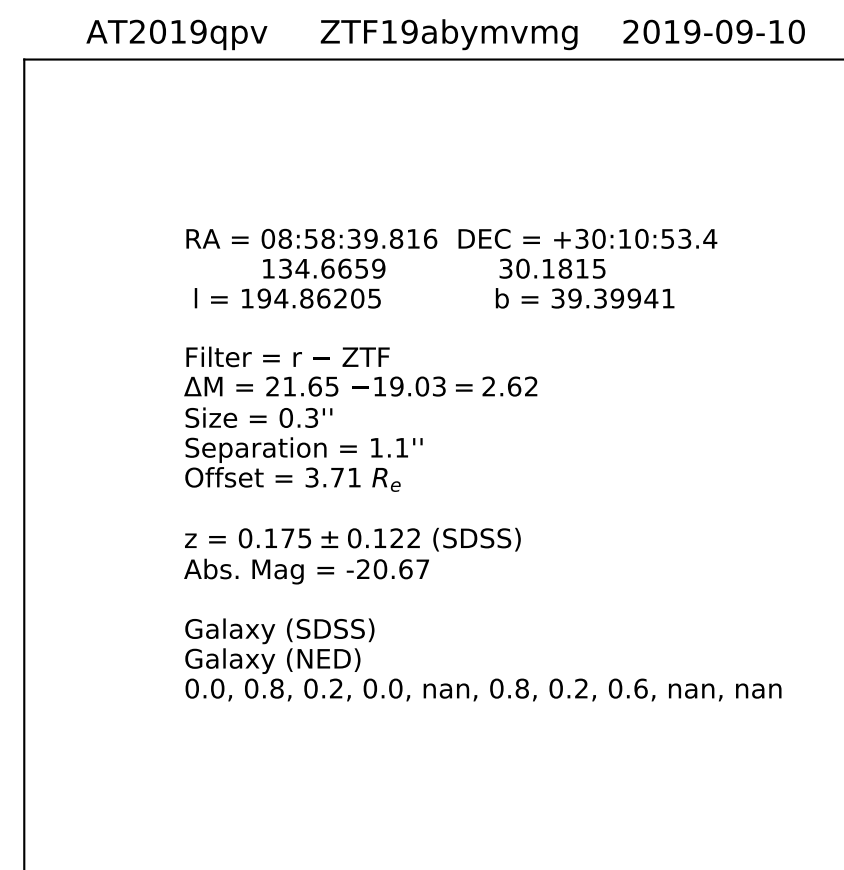 AT2019qpv ZTF19abymvmg 2019-09-10
RA = 08:58:39.816 DEC = +30:10:53.4
134.6659 30.1815
l = 194.86205 b = 39.39941
Filter = r − ZTF
ΔM = 21.65 −19.03 = 2.62
Size = 0.3''
Separation = 1.1''
Offset = 3.71 Rₑ
z = 0.175 ± 0.122 (SDSS)
Abs. Mag = -20.67
Galaxy (SDSS)
Galaxy (NED)
0.0, 0.8, 0.2, 0.0, nan, 0.8, 0.2, 0.6, nan, nan